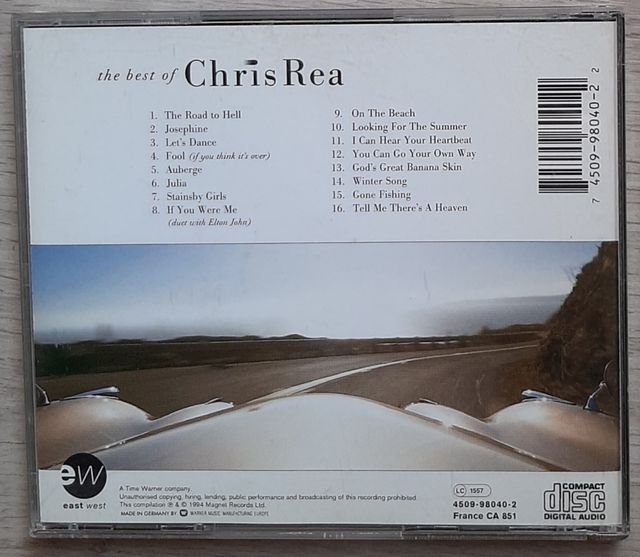 the best of Chris Rea
1. The Road to Hell
2. Josephine
3. Let's Dance
4. Fool (if you think it's over)
5. Auberge
6. Julia
7. Stainsby Girls
8. If You Were Me
(duet with Elton John)
9. On The Beach
10. Looking For The Summer
11. I Can Hear Your Heartbeat
12. You Can Go Your Own Way
13. God's Great Banana Skin
14. Winter Song
15. Gone Fishing
16. Tell Me There's A Heaven
7 45099-98040-2 2
ew
east west
A Time Warner company.
Unauthorised copying, hiring, lending, public performance and broadcasting of this recording prohibited.
This compilation ℗ & © 1994 Magnet Records Ltd.
MADE IN GERMANY BY WARNER MUSIC MANUFACTURING EUROPE.
LC 1557
4509-98040-2
France CA 851
COMPACT
disc
DIGITAL AUDIO